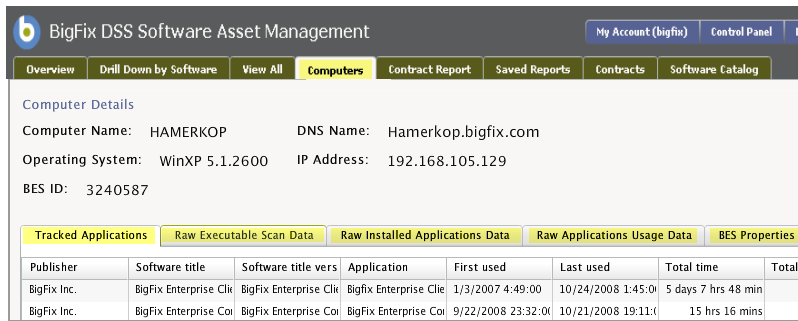 BigFix DSS Software Asset Management
My Account (bigfix) Control Panel
Overview Drill Down by Software View All Computers Contract Report Saved Reports Contracts Software Catalog
Computer Details
Computer Name: HAMERKOP DNS Name: Hamerkop.bigfix.com
Operating System: WinXP 5.1.2600 IP Address: 192.168.105.129
BES ID: 3240587
Tracked Applications Raw Executable Scan Data Raw Installed Applications Data Raw Applications Usage Data BES Properties
Publisher Software title Software title vers Application First used Last used Total time Total
BigFix Inc. BigFix Enterprise Clie BigFix Enterprise Clie BigFix Enterprise Clie 1/3/2007 4:49:00 10/24/2008 1:45:0 5 days 7 hrs 48 min
BigFix Inc. BigFix Enterprise Co BigFix Enterprise Co Bigfix Enterprise Co 9/22/2008 23:32:0 10/21/2008 19:11: 15 hrs 16 mins